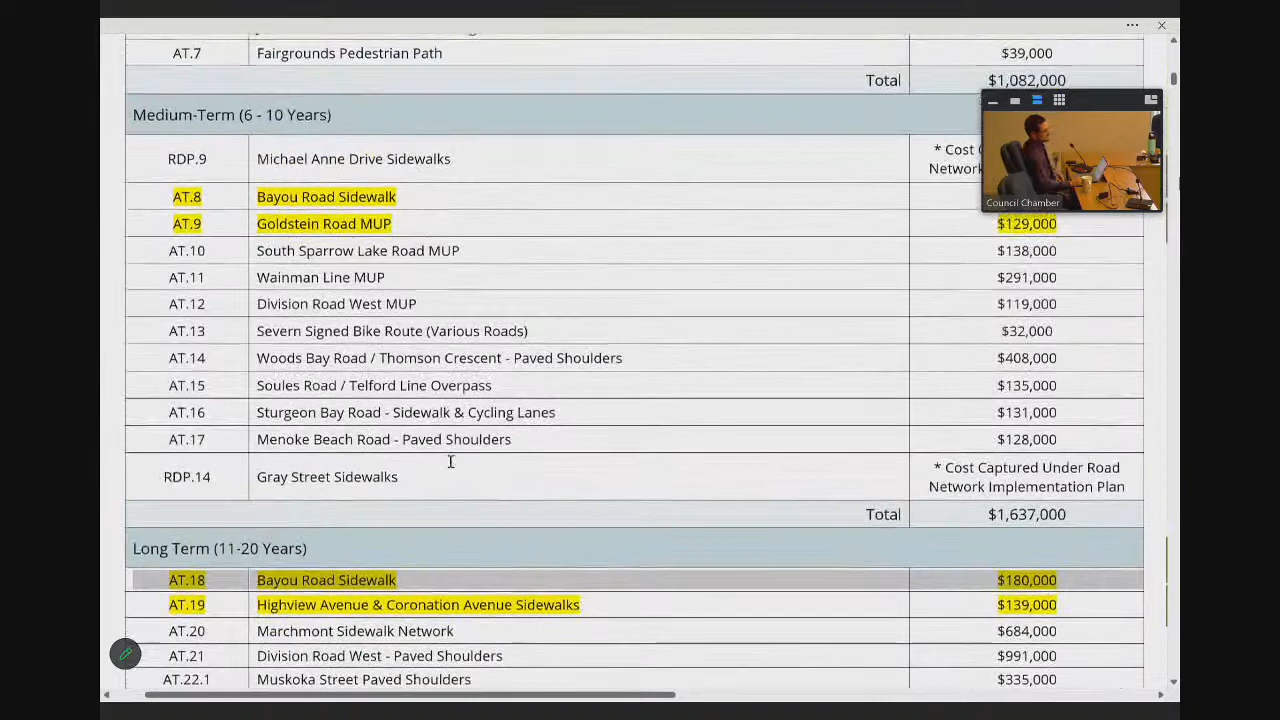 AT.7 Fairgrounds Pedestrian Path $39,000
Total $1,082,000
Medium-Term (6 - 10 Years)
RDP.9 Michael Anne Drive Sidewalks * Cost
Network
AT.8 Bayou Road Sidewalk
Council Chamber
AT.9 Goldstein Road MUP $129,000
AT.10 South Sparrow Lake Road MUP $138,000
AT.11 Wainman Line MUP $291,000
AT.12 Division Road West MUP $119,000
AT.13 Severn Signed Bike Route (Various Roads) $32,000
AT.14 Woods Bay Road / Thomson Crescent - Paved Shoulders $408,000
AT.15 Soules Road / Telford Line Overpass $135,000
AT.16 Sturgeon Bay Road - Sidewalk & Cycling Lanes $131,000
AT.17 Menoke Beach Road - Paved Shoulders $128,000
RDP.14 Gray Street Sidewalks * Cost Captured Under Road
Network Implementation Plan
Total $1,637,000
Long Term (11-20 Years)
AT.18 Bayou Road Sidewalk $180,000
AT.19 Highview Avenue & Coronation Avenue Sidewalks $139,000
AT.20 Marchmont Sidewalk Network $684,000
AT.21 Division Road West - Paved Shoulders $991,000
AT.22.1 Muskoka Street Paved Shoulders $335,000